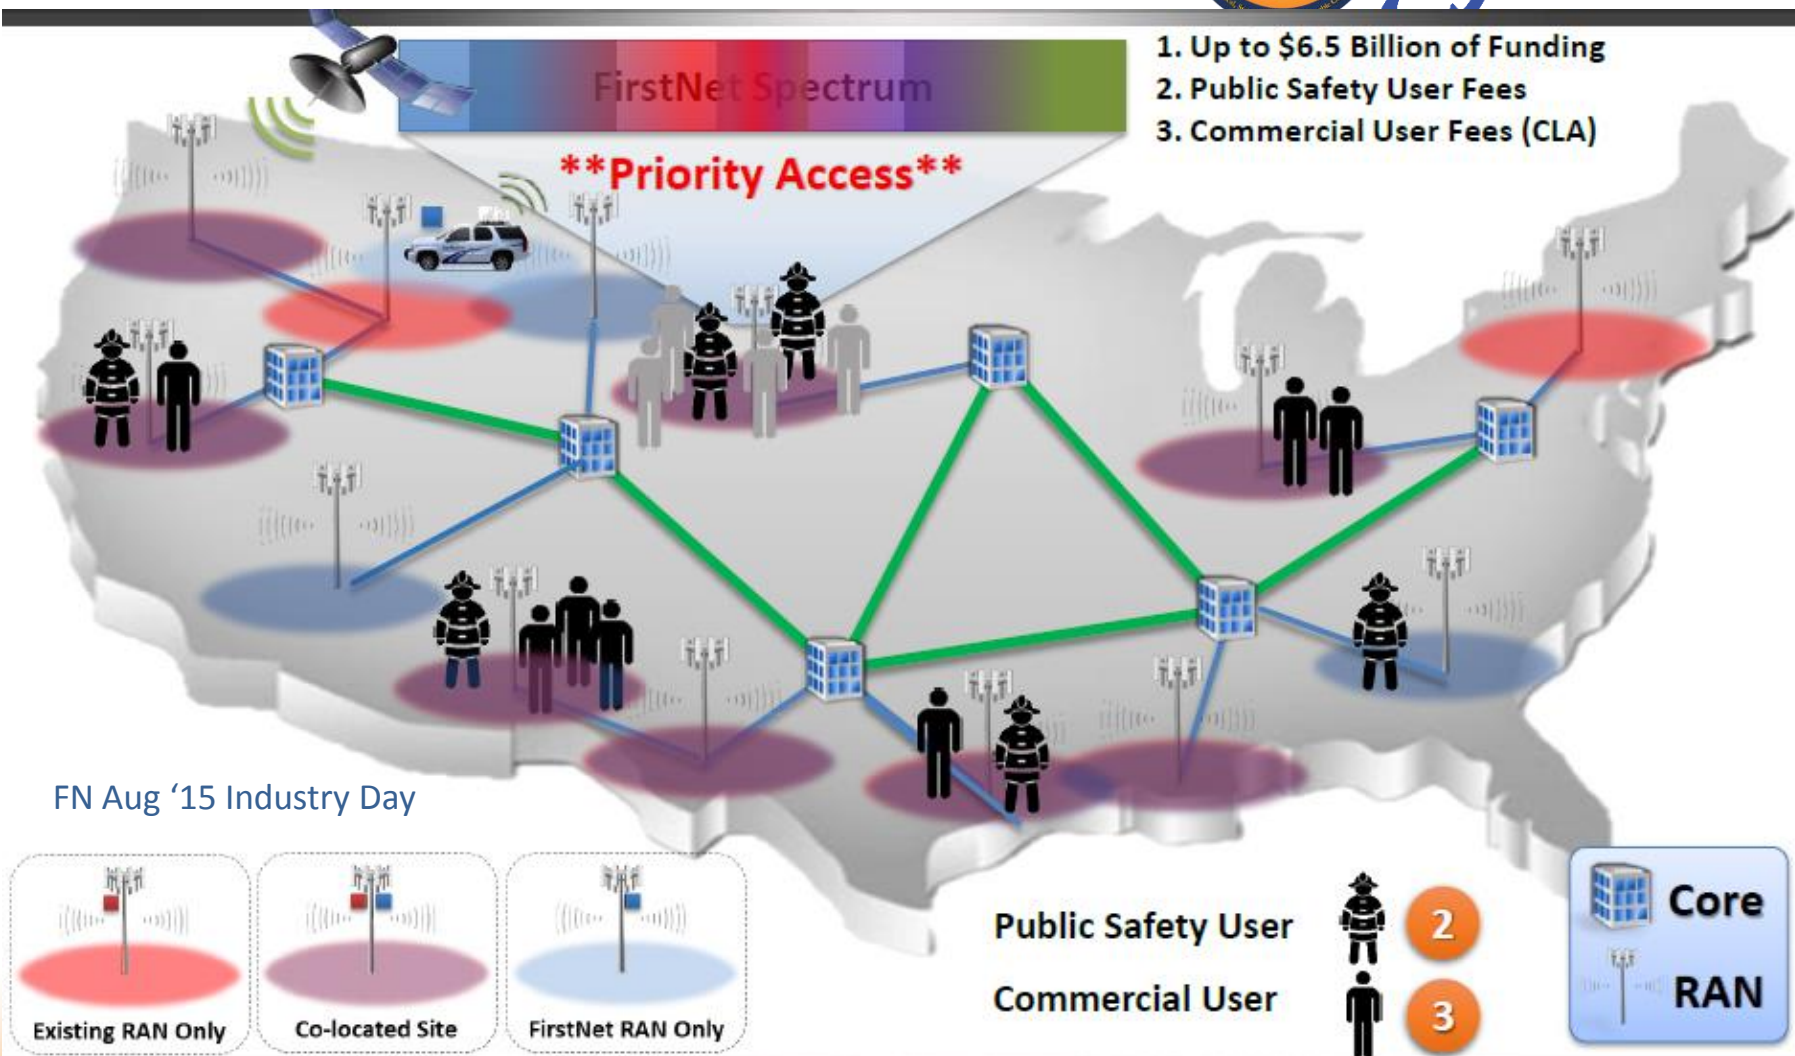 FirstNet Spectrum
**Priority Access**
1. Up to $6.5 Billion of Funding
2. Public Safety User Fees
3. Commercial User Fees (CLA)
FN Aug ‘15 Industry Day
Existing RAN Only
Co-located Site
FirstNet RAN Only
Public Safety User
2
Commercial User
3
Core
RAN